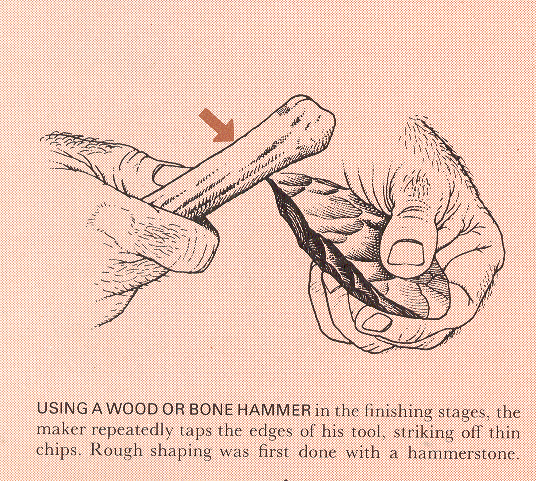 USING A WOOD OR BONE HAMMER in the finishing stages, the
maker repeatedly taps the edges of his tool, striking off thin
chips. Rough shaping was first done with a hammerstone.